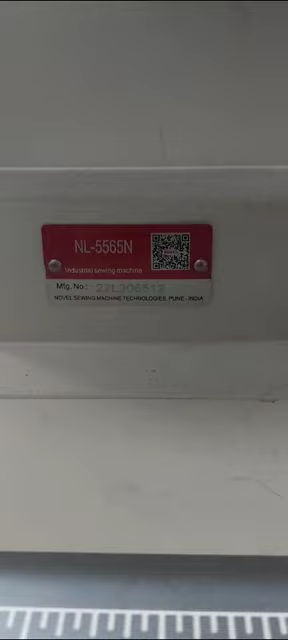 NL-5565N
Industrial sewing machine
Mfg. No.:
NOVEL SEWING MACHINE TECHNOLOGIES, PUNE - INDIA